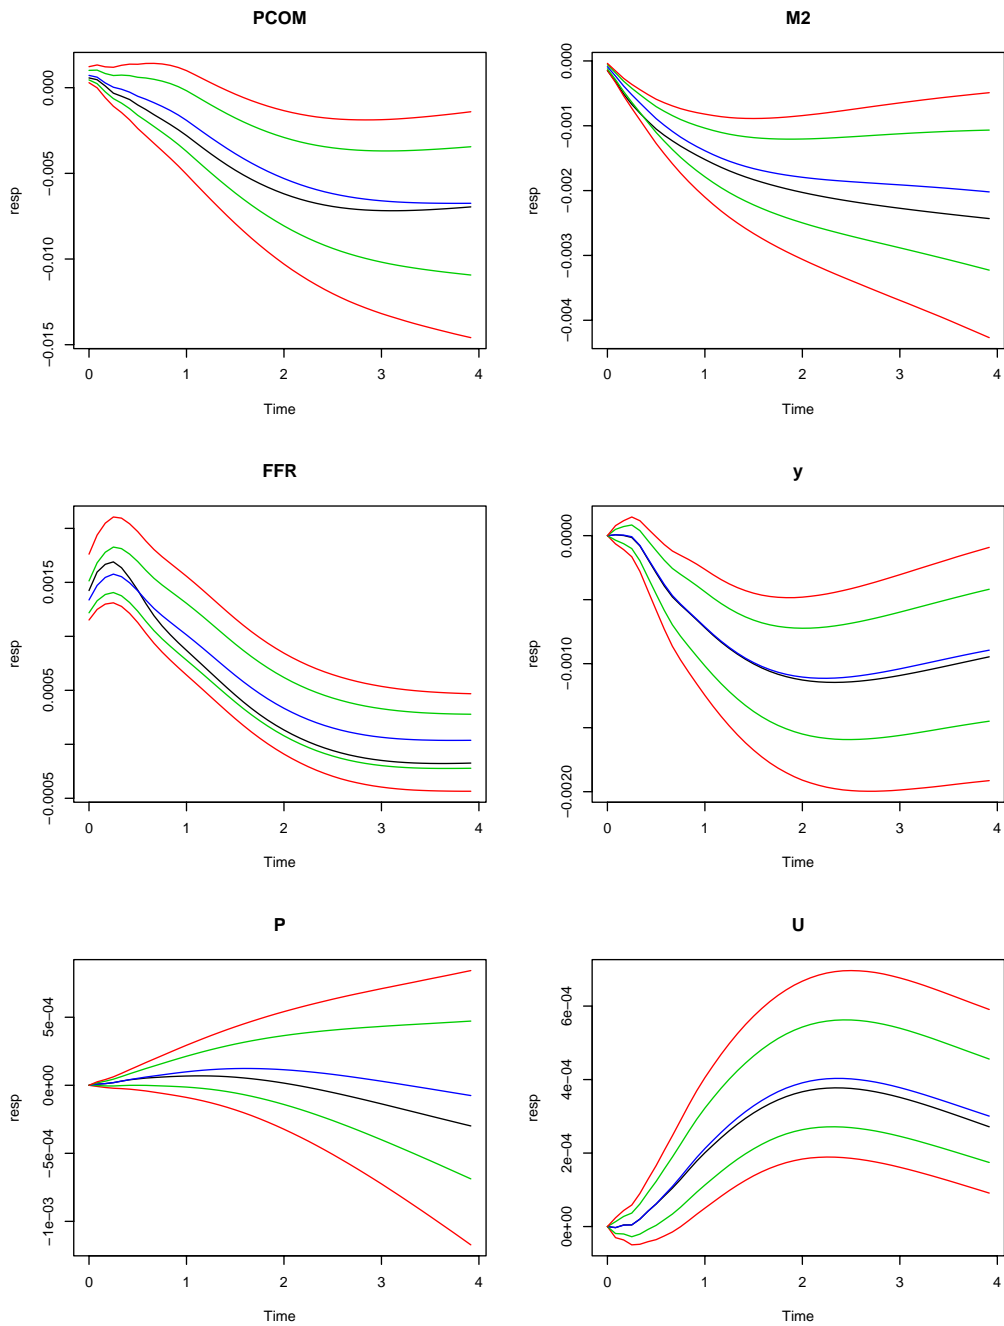 PCOM
resp
0.000
−0.005
−0.010
−0.015
0 1 2 3 4
Time
M2
resp
0.000
−0.001
−0.002
−0.003
−0.004
0 1 2 3 4
Time
FFR
resp
0.0015
0.0005
−0.0005
0 1 2 3 4
Time
y
resp
0.0000
−0.0010
−0.0020
0 1 2 3 4
Time
P
resp
5e−04
0e+00
−5e−04
−1e−03
0 1 2 3 4
Time
U
resp
6e−04
4e−04
2e−04
0e+00
0 1 2 3 4
Time